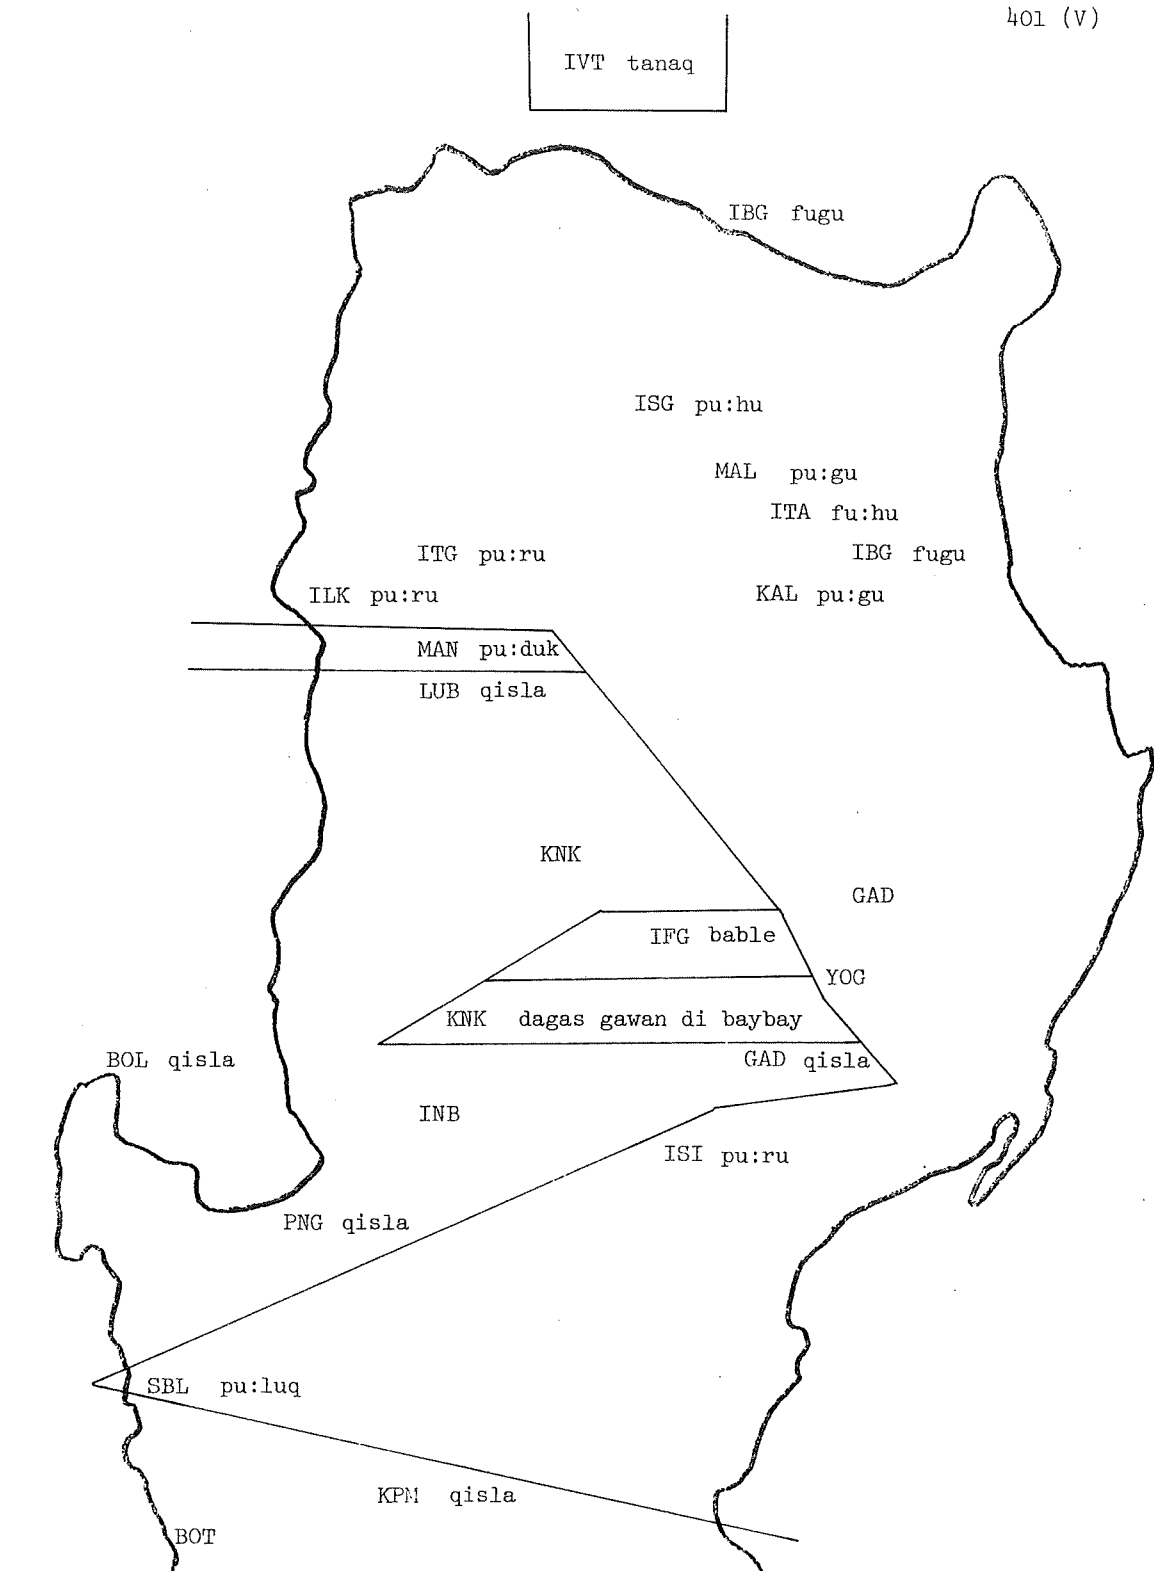 401 (V)
IVT tanaq
IBG fugu
ISG pu:hu
MAL pu:gu
ITA fu:hu
ITG pu:ru
IBG fugu
ILK pu:ru
KAL pu:gu
MAN pu:duk
LUB qisla
KNK
GAD
IFG bable
YOG
KNK dagas gawan di baybay
BOL qisla
GAD qisla
INB
ISI pu:ru
PNG qisla
SBL pu:luq
KPM qisla
BOT